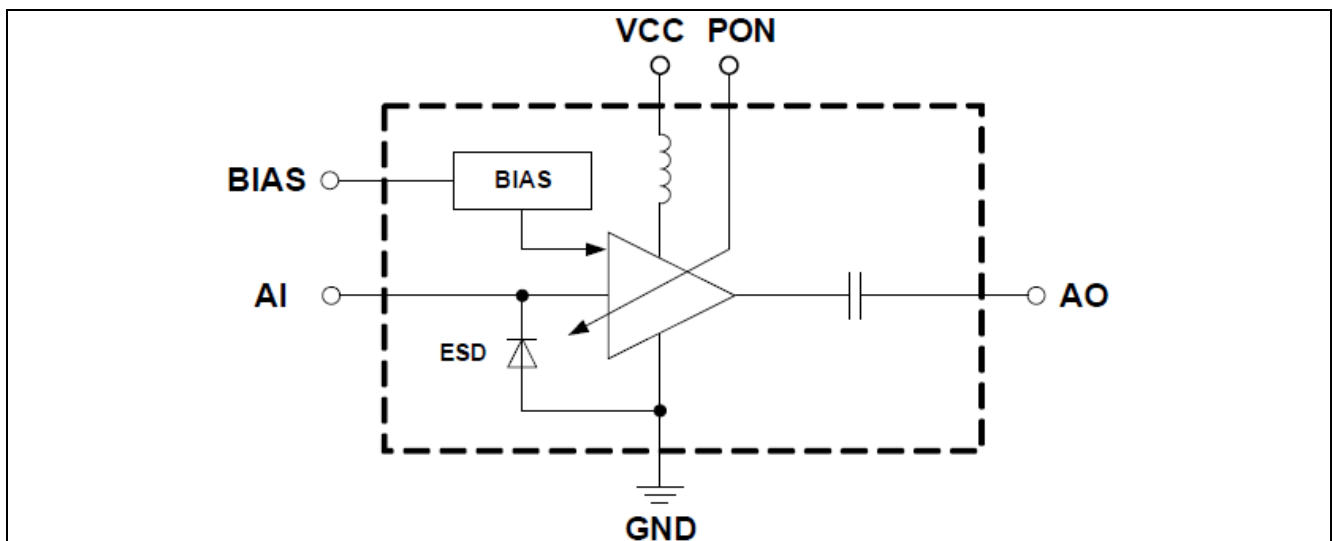 VCC PON
BIAS
BIAS
AI
AO
ESD
GND